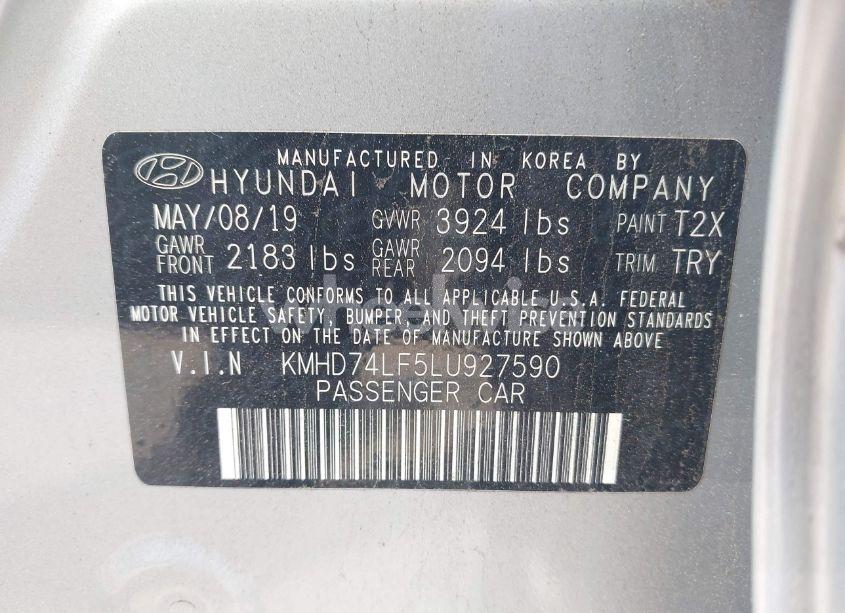 MANUFACTURED IN KOREA BY
HYUNDAI MOTOR COMPANY
MAY/08/19 GVWR 3924 lbs PAINT T2X
GAWR FRONT 2183 lbs GAWR REAR 2094 lbs TRIM TRY
THIS VEHICLE CONFORMS TO ALL APPLICABLE U.S.A. FEDERAL
MOTOR VEHICLE SAFETY, BUMPER, AND THEFT PREVENTION STANDARDS
IN EFFECT ON THE DATE OF MANUFACTURE SHOWN ABOVE
V.I.N KMHD74LF5LU927590
PASSENGER CAR